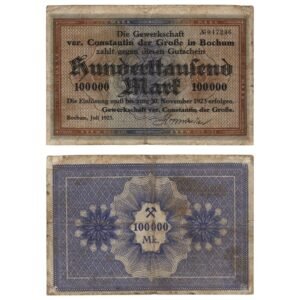 Die Gewerkschaft
ver. Constantin der Große in Bochum
zahlt gegen diesen Gutschein
Hunderttausend
100000 Mark 100000
Die Einlösung muß bis zum 30. November 1923 erfolgen.
Gewerkschaft ver. Constantin der Große.
Bochum, Juli 1923.
100000
Mk.